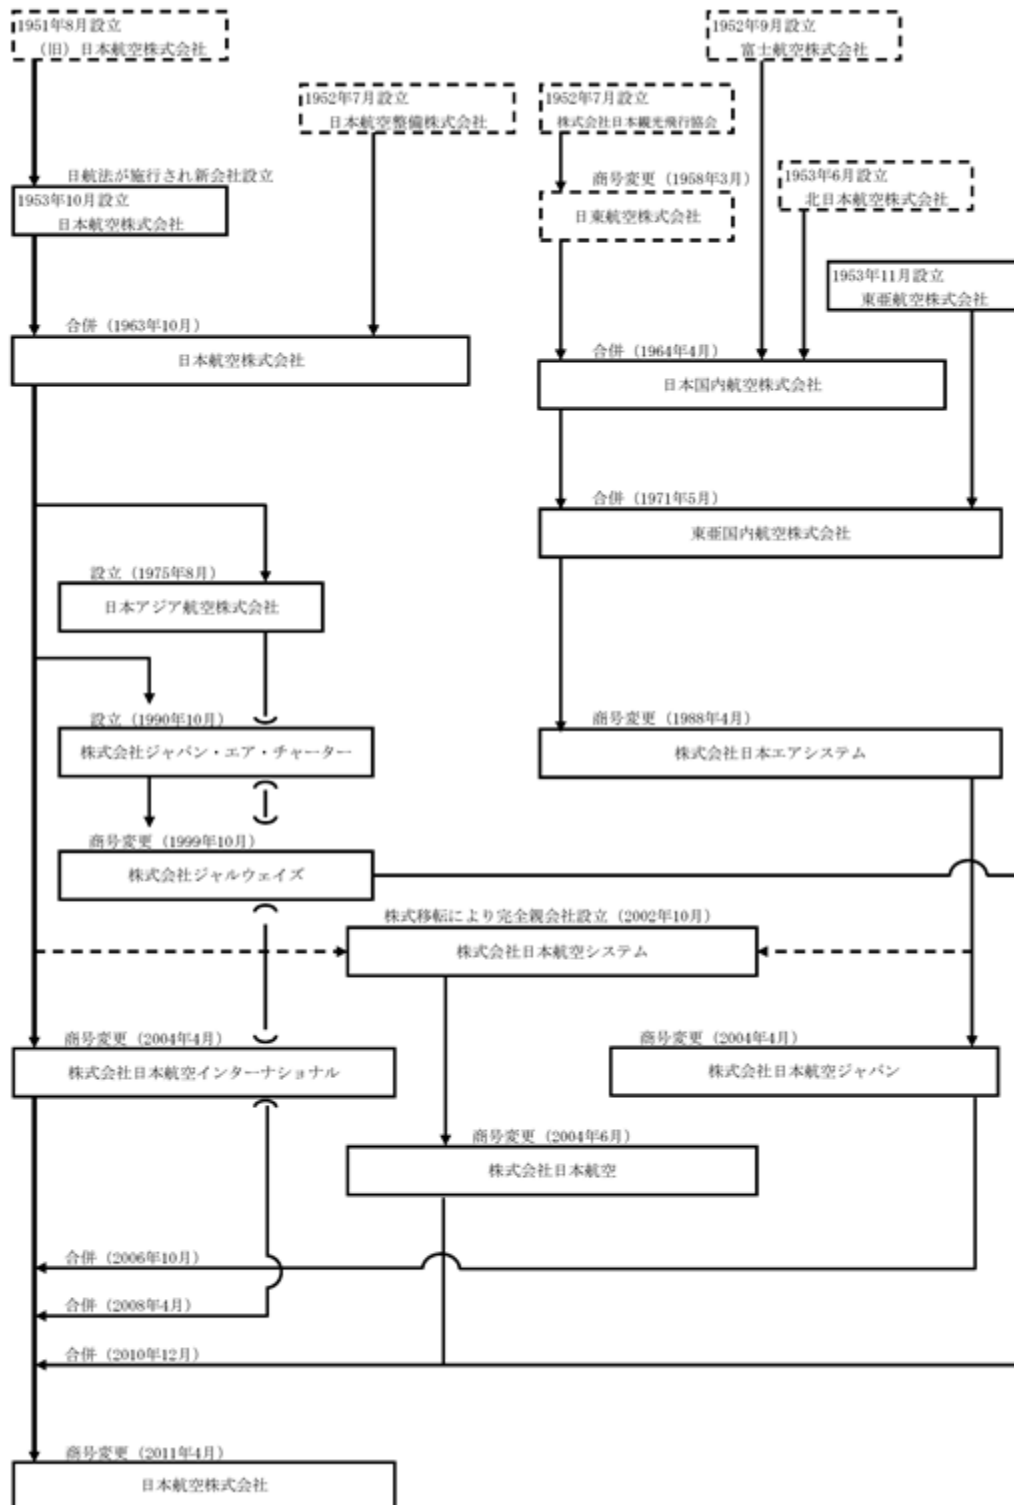 1951年8月設立
（旧）日本航空株式会社
1952年9月設立
富士航空株式会社
1952年7月設立
日本航空整備株式会社
1952年7月設立
株式会社日本観光飛行協会
日航法が施行され新会社設立
1953年10月設立
日本航空株式会社
商号変更（1958年3月）
日東航空株式会社
1953年6月設立
北日本航空株式会社
1953年11月設立
東亜航空株式会社
合併（1963年10月）
日本航空株式会社
合併（1964年4月）
日本国内航空株式会社
合併（1971年5月）
東亜国内航空株式会社
設立（1975年8月）
日本アジア航空株式会社
設立（1990年10月）
株式会社ジャパン・エア・チャーター
商号変更（1988年4月）
株式会社日本エアシステム
商号変更（1999年10月）
株式会社ジャルウェイズ
株式移転により完全親会社設立（2002年10月）
株式会社日本航空システム
商号変更（2004年4月）
株式会社日本航空インターナショナル
商号変更（2004年4月）
株式会社日本航空ジャパン
商号変更（2004年6月）
株式会社日本航空
合併（2006年10月）
合併（2008年4月）
合併（2010年12月）
商号変更（2011年4月）
日本航空株式会社